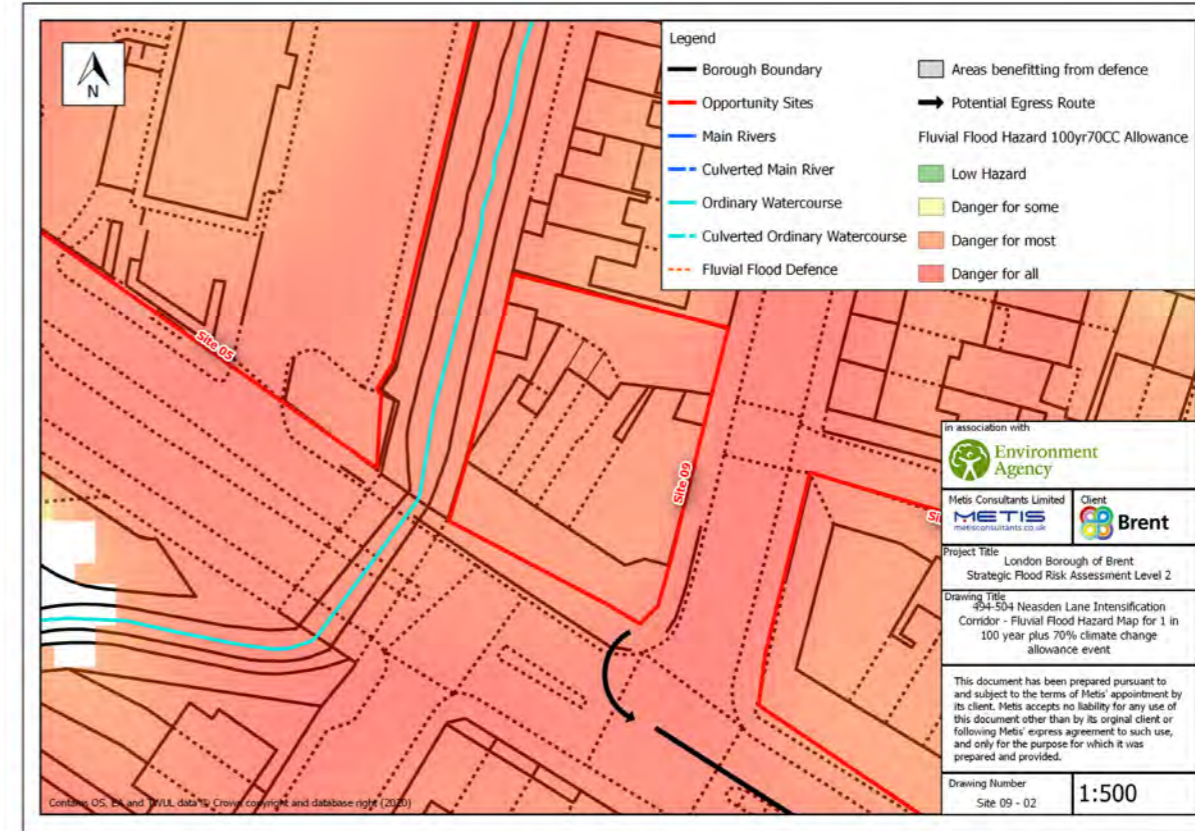 N
Legend
Borough Boundary
Opportunity Sites
Main Rivers
Culverted Main River
Ordinary Watercourse
Culverted Ordinary Watercourse
Fluvial Flood Defence
Areas benefitting from defence
Potential Egress Route
Fluvial Flood Hazard 100yr70CC Allowance
Low Hazard
Danger for some
Danger for most
Danger for all
Site 05
Site 09
Si
in association with
Environment
Agency
Metis Consultants Limited
METIS
metisconsultants.co.uk
Client
Brent
Project Title
London Borough of Brent
Strategic Flood Risk Assessment Level 2
Drawing Title
494-504 Neasden Lane Intensification
Corridor - Fluvial Flood Hazard Map for 1 in
100 year plus 70% climate change
allowance event
This document has been prepared pursuant to
and subject to the terms of Metis' appointment by
its client. Metis accepts no liability for any use of
this document other than by its orginal client or
following Metis' express agreement to such use,
and only for the purpose for which it was
prepared and provided.
Drawing Number
Site 09 - 02
1:500
Contains OS, EA and TWUL data © Crown copyright and database right (2020)